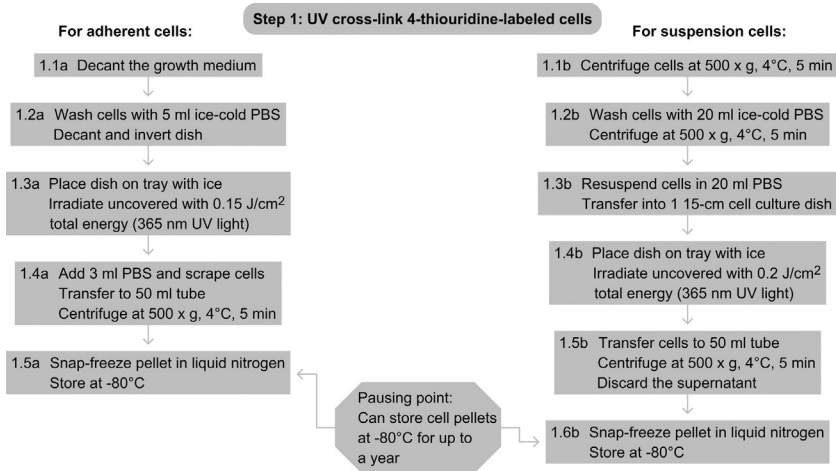 Step 1: UV cross-link 4-thiouridine-labeled cells
For adherent cells:
1.1a Decant the growth medium
1.2a Wash cells with 5 ml ice-cold PBS
Decant and invert dish
1.3a Place dish on tray with ice
Irradiate uncovered with 0.15 J/cm²
total energy (365 nm UV light)
1.4a Add 3 ml PBS and scrape cells
Transfer to 50 ml tube
Centrifuge at 500 x g, 4°C, 5 min
1.5a Snap-freeze pellet in liquid nitrogen
Store at -80°C
For suspension cells:
1.1b Centrifuge cells at 500 x g, 4°C, 5 min
1.2b Wash cells with 20 ml ice-cold PBS
Centrifuge at 500 x g, 4°C, 5 min
1.3b Resuspend cells in 20 ml PBS
Transfer into 1 15-cm cell culture dish
1.4b Place dish on tray with ice
Irradiate uncovered with 0.2 J/cm²
total energy (365 nm UV light)
1.5b Transfer cells to 50 ml tube
Centrifuge at 500 x g, 4°C, 5 min
Discard the supernatant
1.6b Snap-freeze pellet in liquid nitrogen
Store at -80°C
Pausing point:
Can store cell pellets
at -80°C for up to
a year